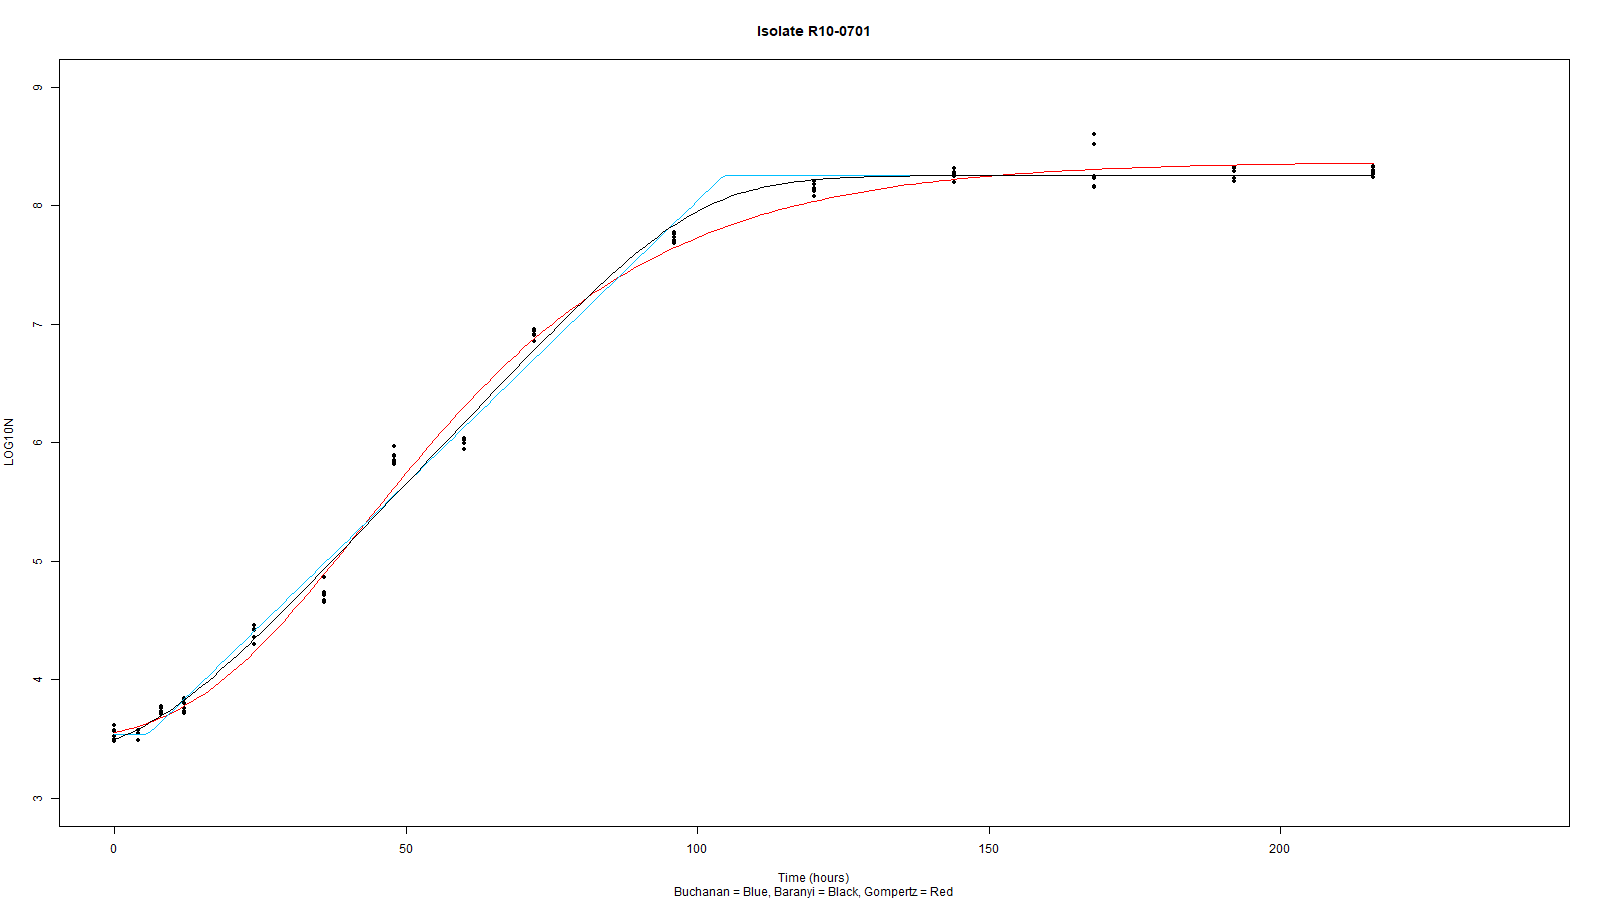 Isolate R10-0701
9
8
7
6
5
4
3
LOG10N
0 50 100 150 200
Time (hours)
Buchanan = Blue, Baranyi = Black, Gompertz = Red